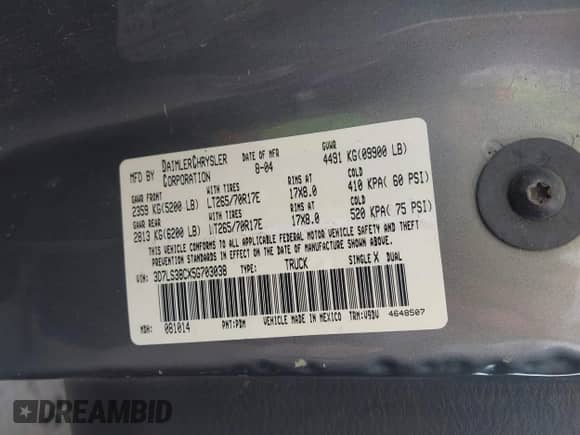 MFD BY DAIMLERCHRYSLER CORPORATION DATE OF MFR 8-04 GVWR 4491 KG(09900 LB)
GAWR FRONT WITH TIRES RIMS AT COLD
2359 KG(5200 LB) LT265/70R17E 17X8.0 410 KPA( 60 PSI)
GAWR REAR WITH TIRES RIMS AT COLD
2813 KG(6200 LB) LT265/70R17E 17X8.0 520 KPA( 75 PSI)
THIS VEHICLE CONFORMS TO ALL APPLICABLE FEDERAL MOTOR VEHICLE SAFETY AND THEFT
PREVENTION STANDARDS IN EFFECT ON THE DATE OF MANUFACTURE SHOWN ABOVE.
VIN: 3D7LS38CX5G703038 TYPE: TRUCK SINGLE X DUAL
MDH: 081014 PNT:PDM VEHICLE MADE IN MEXICO TRM:V9DV 4648507
DREAMBID